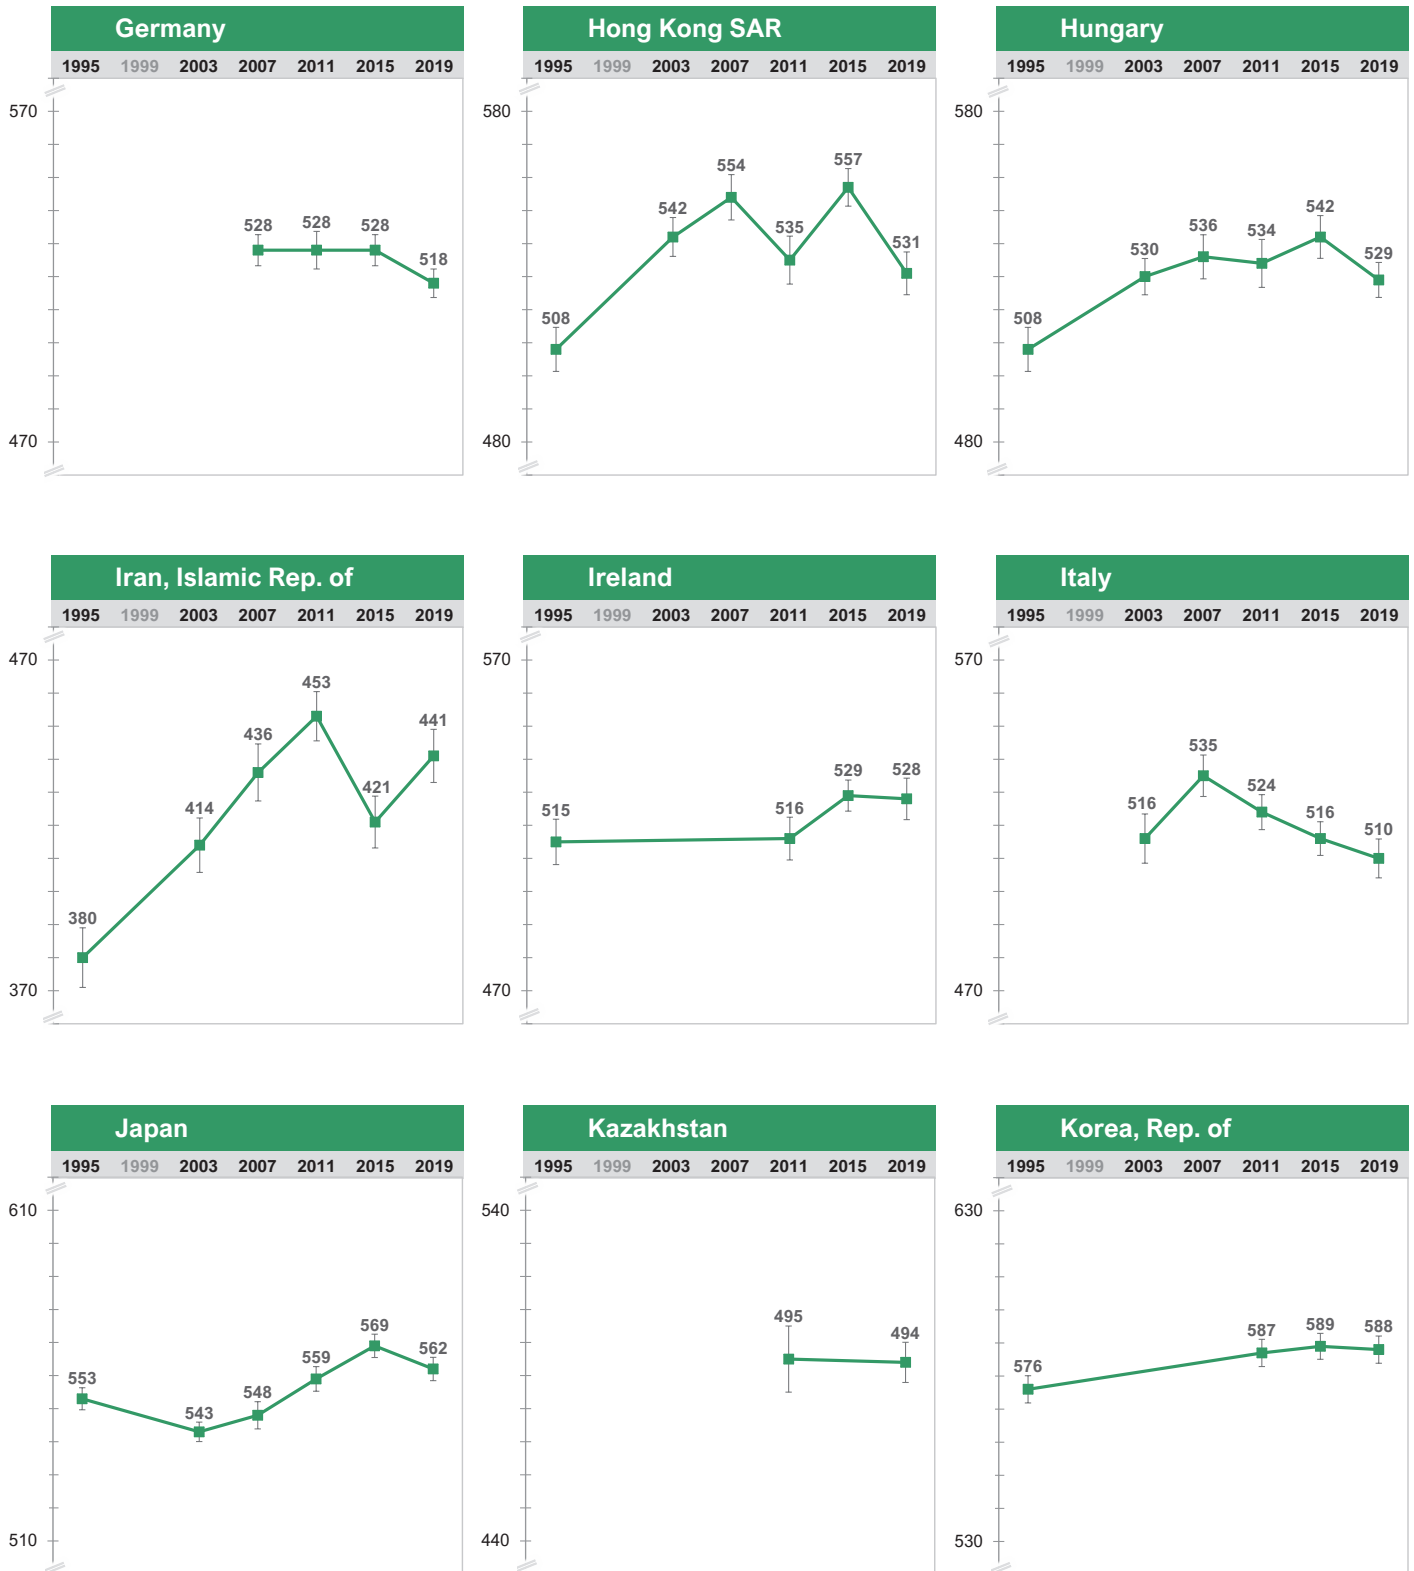 Germany
1995 1999 2003 2007 2011 2015 2019
570
528 528 528 518
470
Hong Kong SAR
1995 1999 2003 2007 2011 2015 2019
580
508 542 554 535 557 531
480
Hungary
1995 1999 2003 2007 2011 2015 2019
580
508 530 536 534 542 529
480
Iran, Islamic Rep. of
1995 1999 2003 2007 2011 2015 2019
470
380 414 436 453 421 441
370
Ireland
1995 1999 2003 2007 2011 2015 2019
570
515 516 529 528
470
Italy
1995 1999 2003 2007 2011 2015 2019
570
516 535 524 516 510
470
Japan
1995 1999 2003 2007 2011 2015 2019
610
553 543 548 559 569 562
510
Kazakhstan
1995 1999 2003 2007 2011 2015 2019
540
495 494
440
Korea, Rep. of
1995 1999 2003 2007 2011 2015 2019
630
576 587 589 588
530